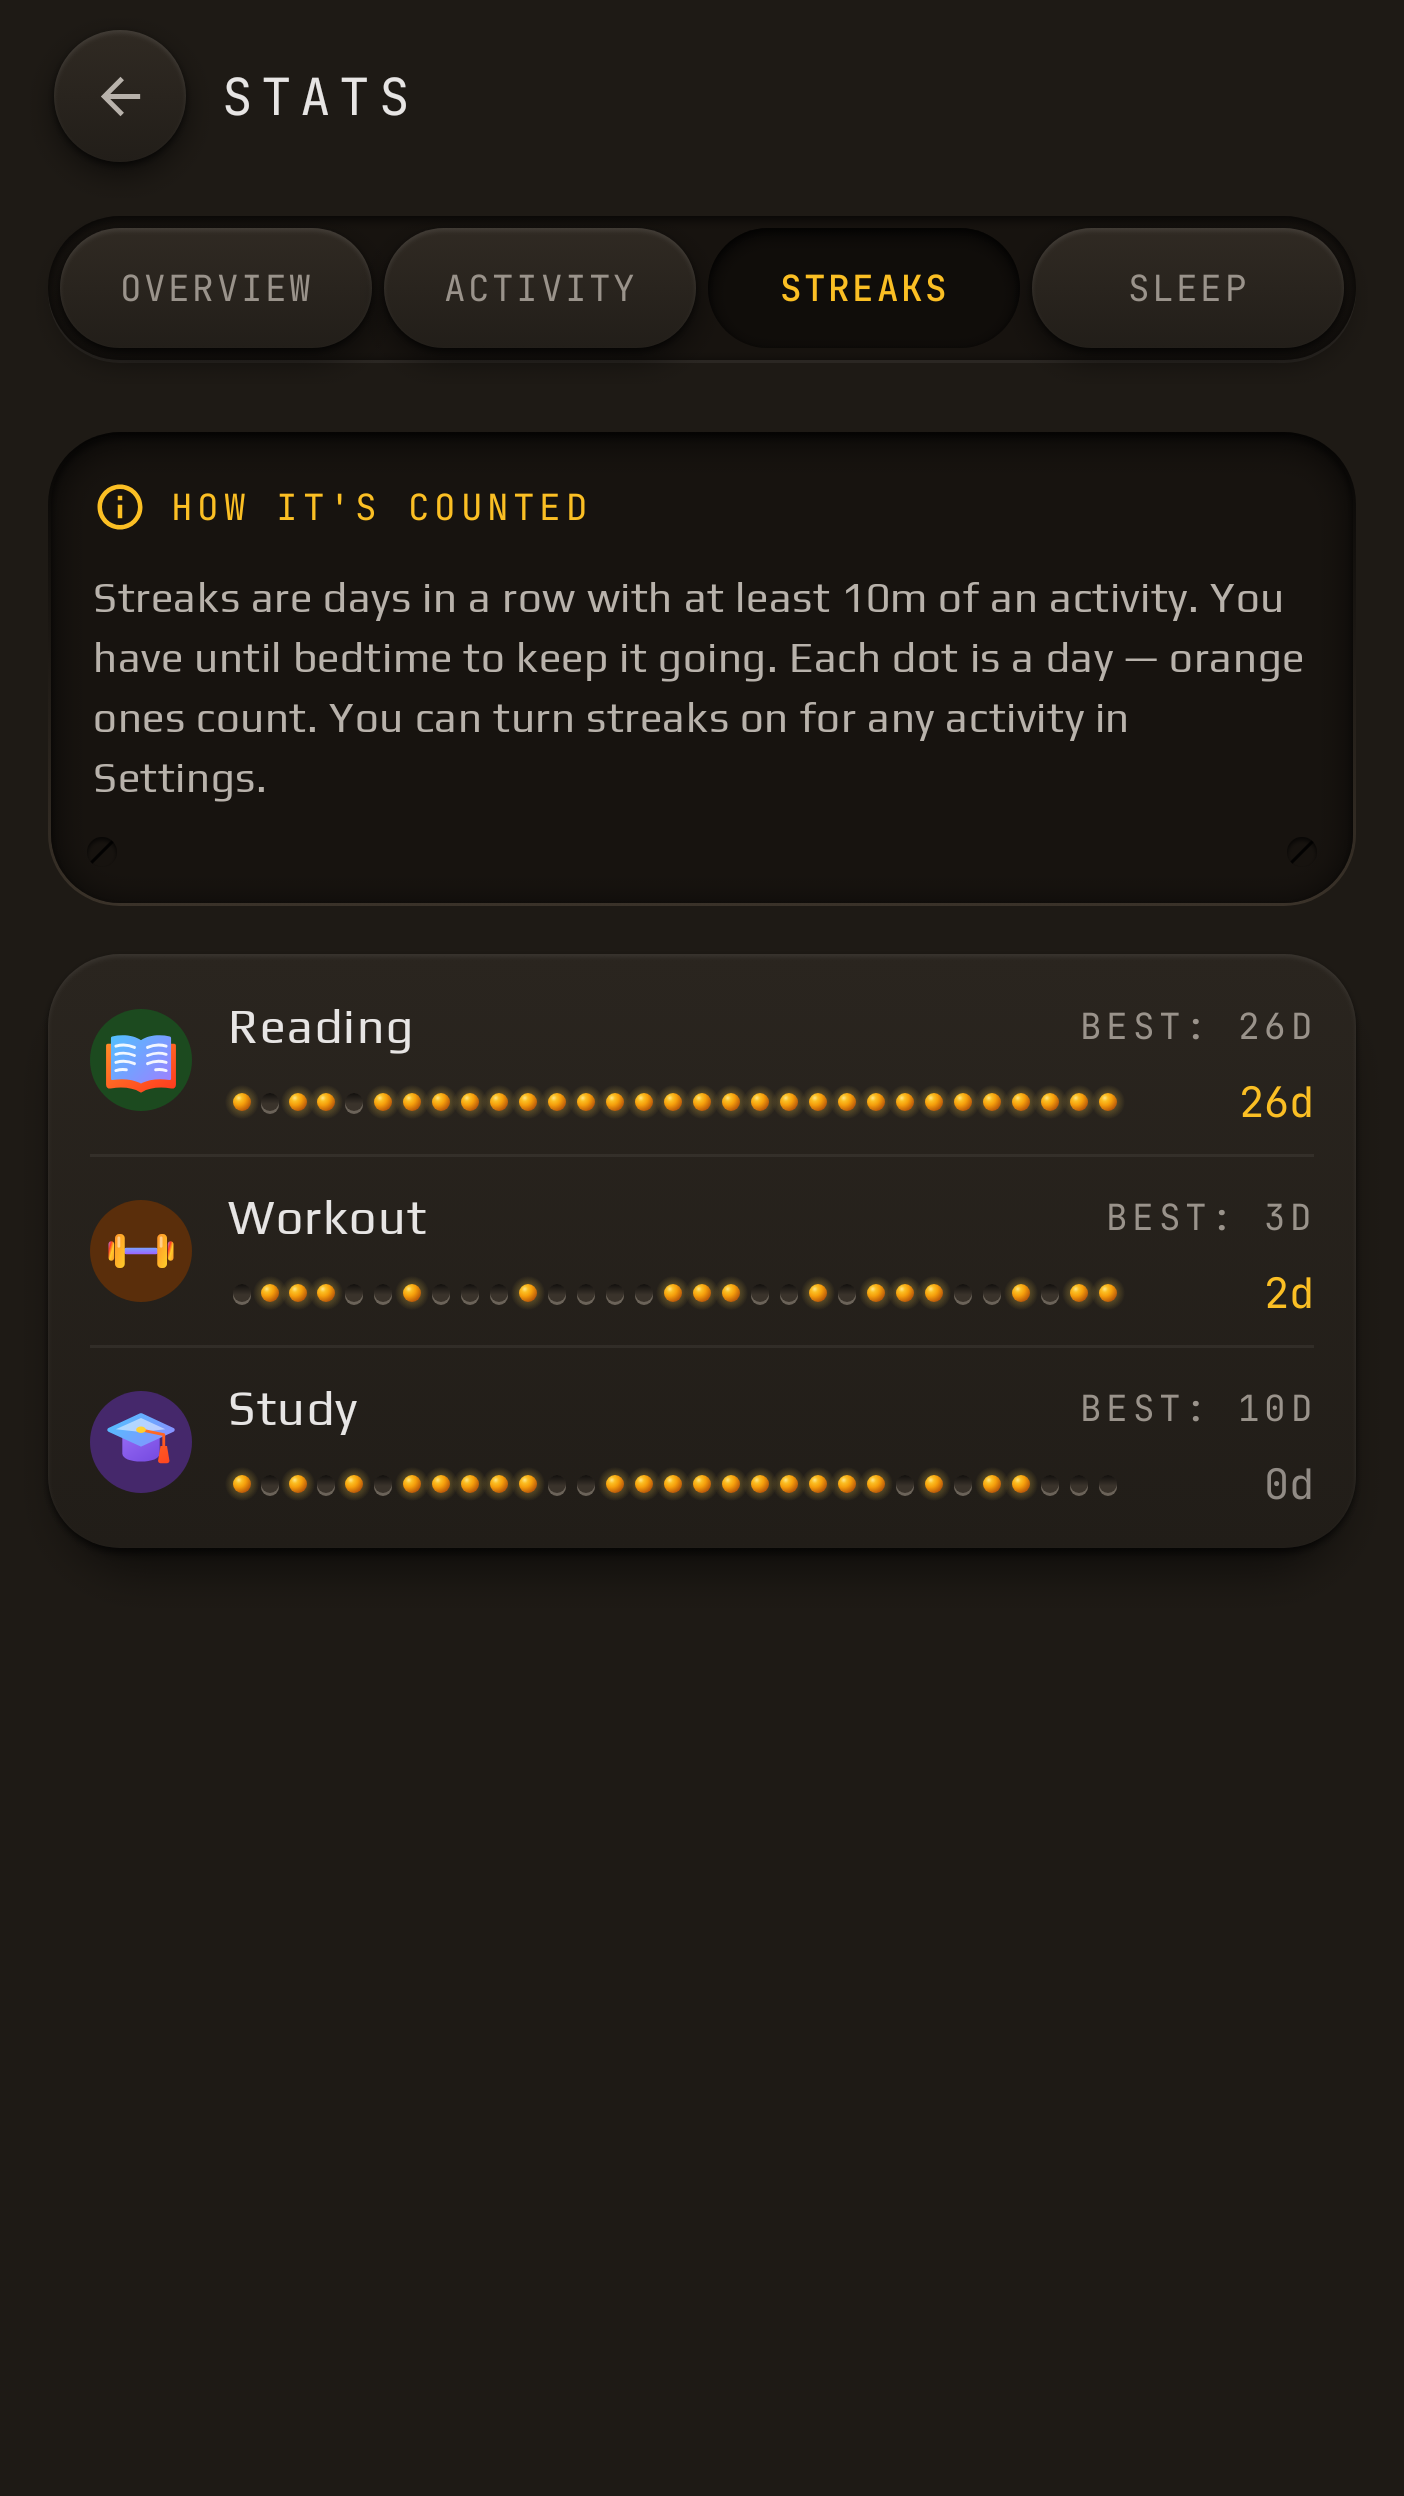 STATS
OVERVIEW
ACTIVITY
STREAKS
SLEEP
HOW IT'S COUNTED
Streaks are days in a row with at least 10m of an activity. You
have until bedtime to keep it going. Each dot is a day — orange
ones count. You can turn streaks on for any activity in
Settings.
Reading
BEST: 26D
26d
Workout
BEST: 3D
2d
Study
BEST: 10D
0d